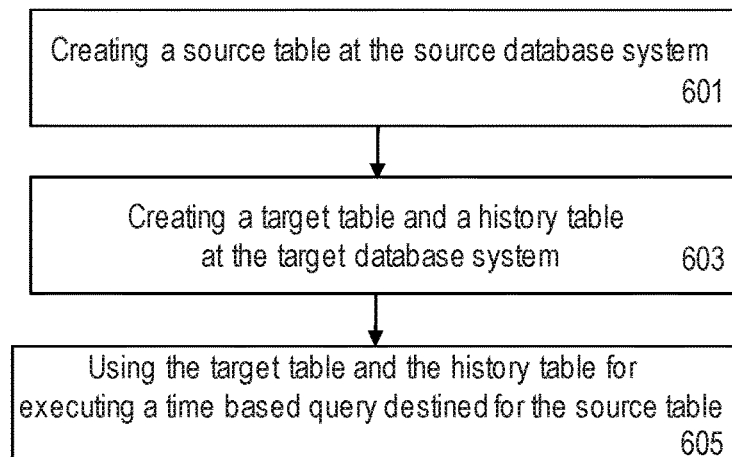 Creating a source table at the source database system
601
Creating a target table and a history table
at the target database system
603
Using the target table and the history table for
executing a time based query destined for the source table
605